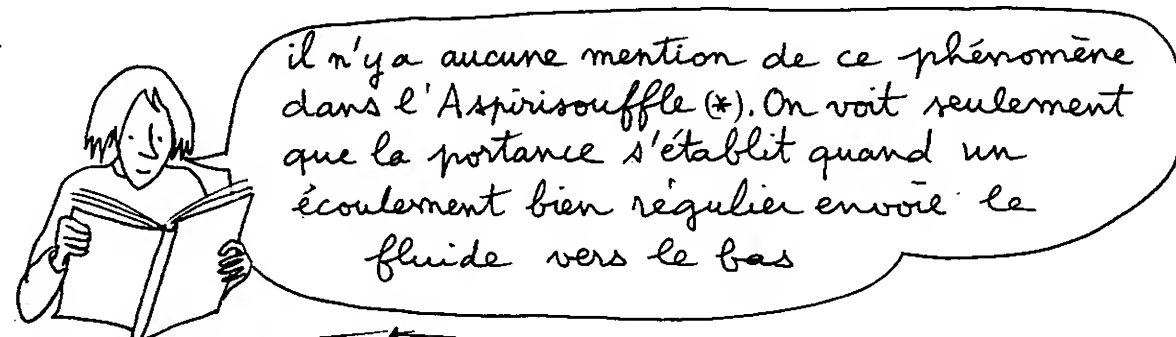 il n'y a aucune mention de ce phénomène
dans l'Aspirisouffle (*). On voit seulement
que la portance s'établit quand un
écoulement bien régulier envoie le
fluide vers le bas